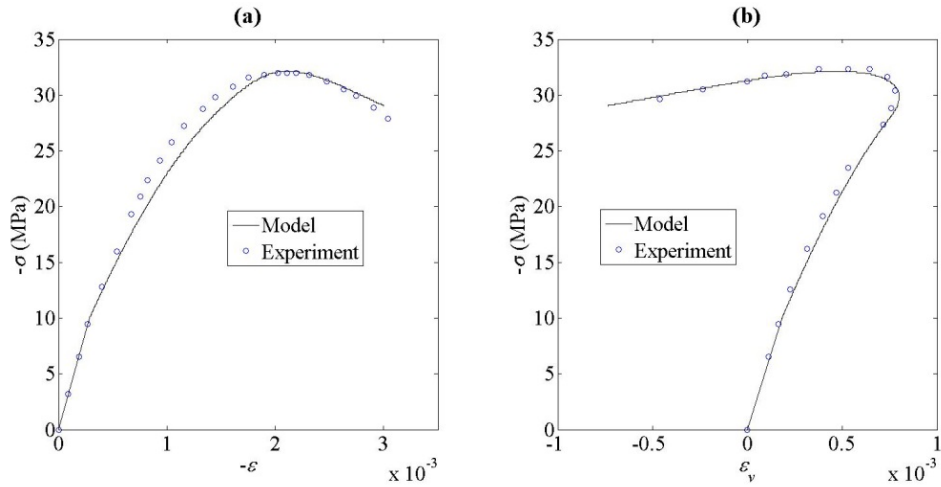 (a)
35
30
25
20
15
10
5
0
-σ (MPa)
Model
Experiment
0 1 2 3
-ε
x 10⁻³
(b)
35
30
25
20
15
10
5
0
-σ (MPa)
Model
Experiment
-1 -0.5 0 0.5 1
εᵥ
x 10⁻³